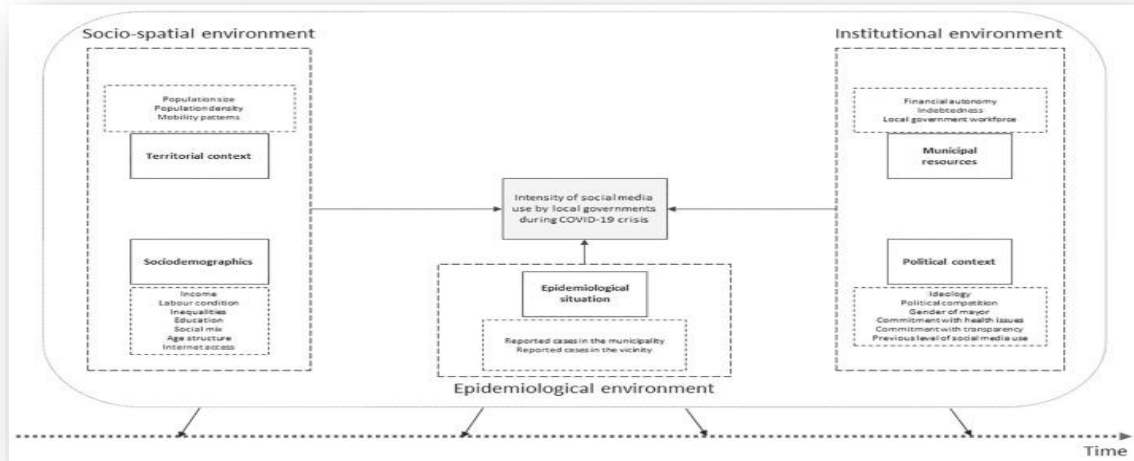 Socio-spatial environment
Population size
Population density
Mobility patterns
Territorial context
Sociodemographics
Income
Labour condition
Inequalities
Education
Social mix
Age structure
Internet access
Intensity of social media
use by local governments
during COVID-19 crisis
Epidemiological
situation
Reported cases in the municipality
Reported cases in the vicinity
Epidemiological environment
Institutional environment
Financial autonomy
Indebtedness
Local government workforce
Municipal
resources
Political context
Ideology
Political competition
Gender of mayor
Commitment with health issues
Commitment with transparency
Previous level of social media use
Time